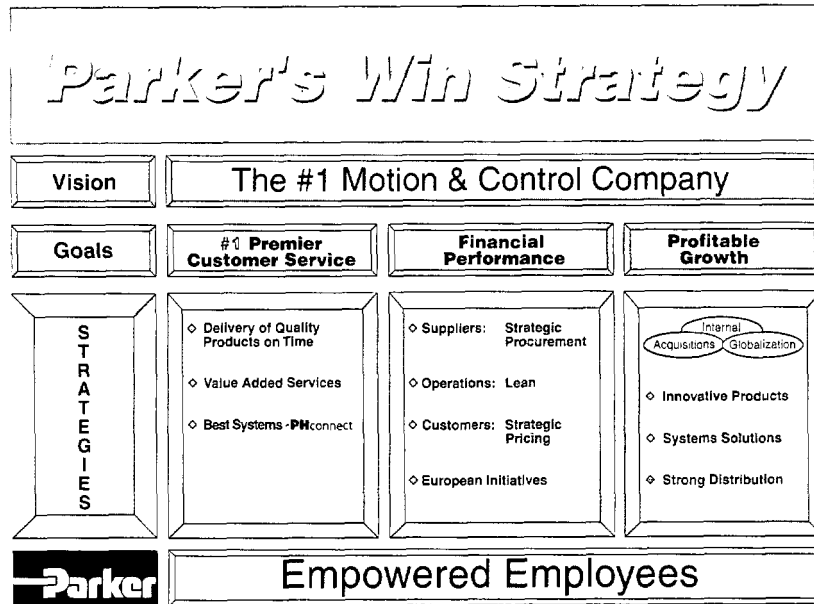 Parker's Win Strategy
Vision
The #1 Motion & Control Company
Goals
#1 Premier
Customer Service
Financial
Performance
Profitable
Growth
STRATEGIES
◇ Delivery of Quality
Products on Time
◇ Value Added Services
◇ Best Systems - PHconnect
◇ Suppliers: Strategic
Procurement
◇ Operations: Lean
◇ Customers: Strategic
Pricing
◇ European Initiatives
Internal
Acquisitions Globalization
◇ Innovative Products
◇ Systems Solutions
◇ Strong Distribution
Parker
Empowered Employees